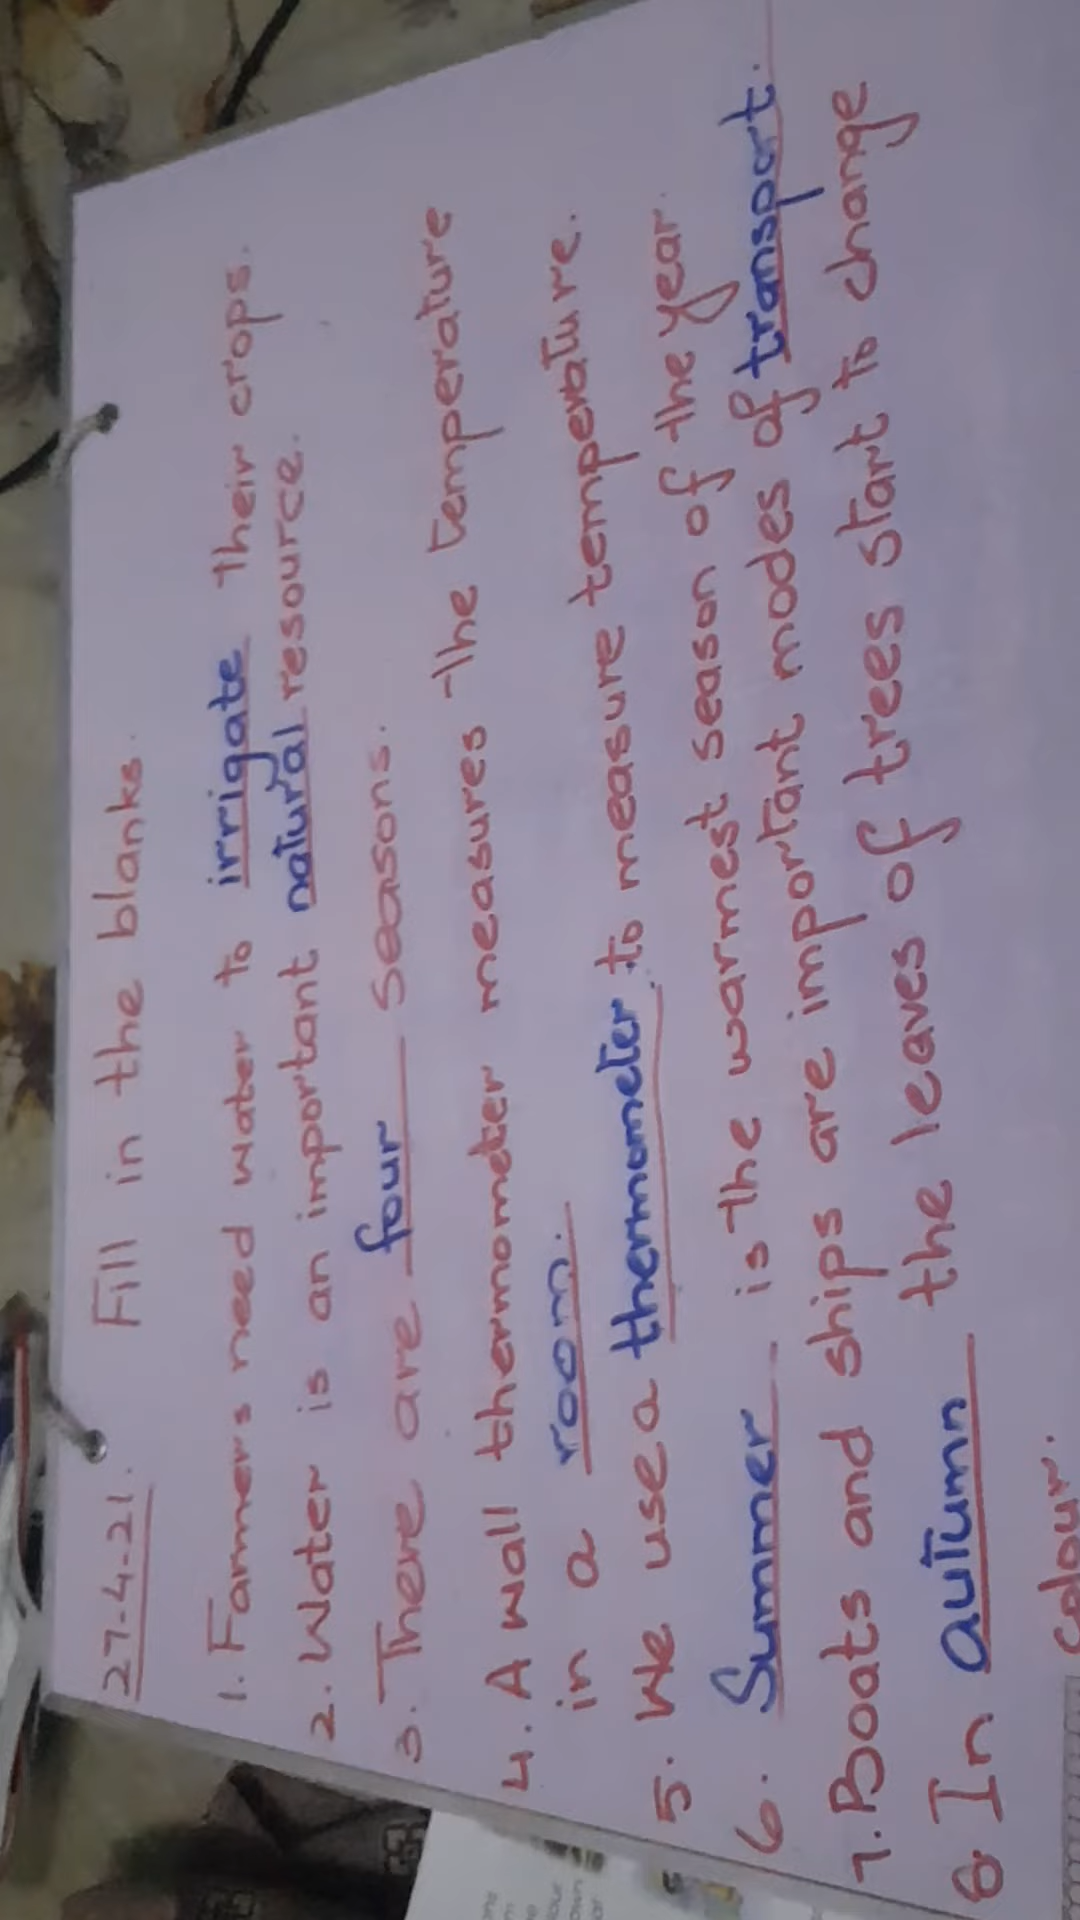 27-4-21. Fill in the blanks.
1. Farmers need water to irrigate their crops.
2. Water is an important natural resource.
3. There are four seasons.
4. A wall thermometer measures the temperature
in a room.
5. We use a thermometer to measure temperature.
6. Summer is the warmest season of the year.
7. Boats and ships are important modes of transport.
8 In autumn the leaves of trees start to change
colour.